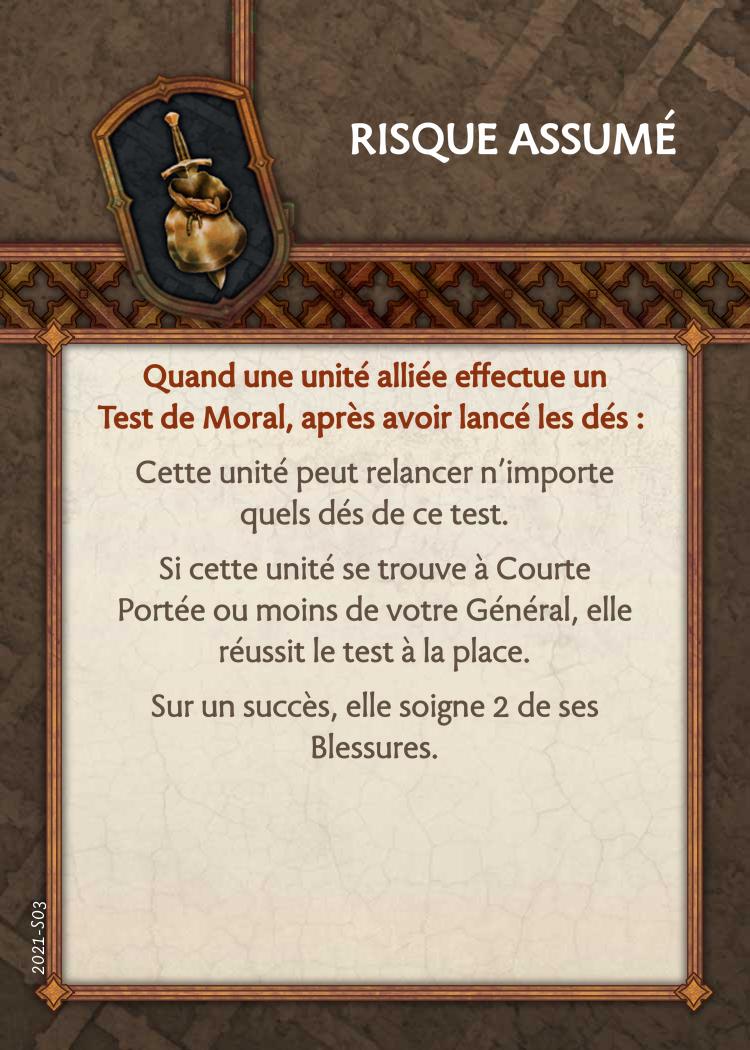 RISQUE ASSUMÉ
Quand une unité alliée effectue un
Test de Moral, après avoir lancé les dés :
Cette unité peut relancer n'importe
quels dés de ce test.
Si cette unité se trouve à Courte
Portée ou moins de votre Général, elle
réussit le test à la place.
Sur un succès, elle soigne 2 de ses
Blessures.
2021-S03